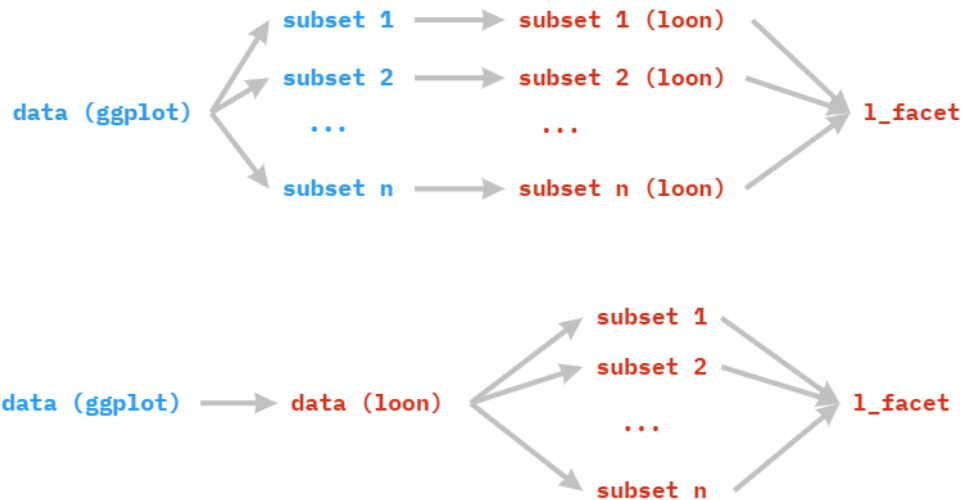 subset 1 subset 1 (loon)
subset 2 subset 2 (loon)
data (ggplot) l_facet
... ...
subset n subset n (loon)
subset 1
subset 2
data (ggplot) data (loon) l_facet
...
subset n